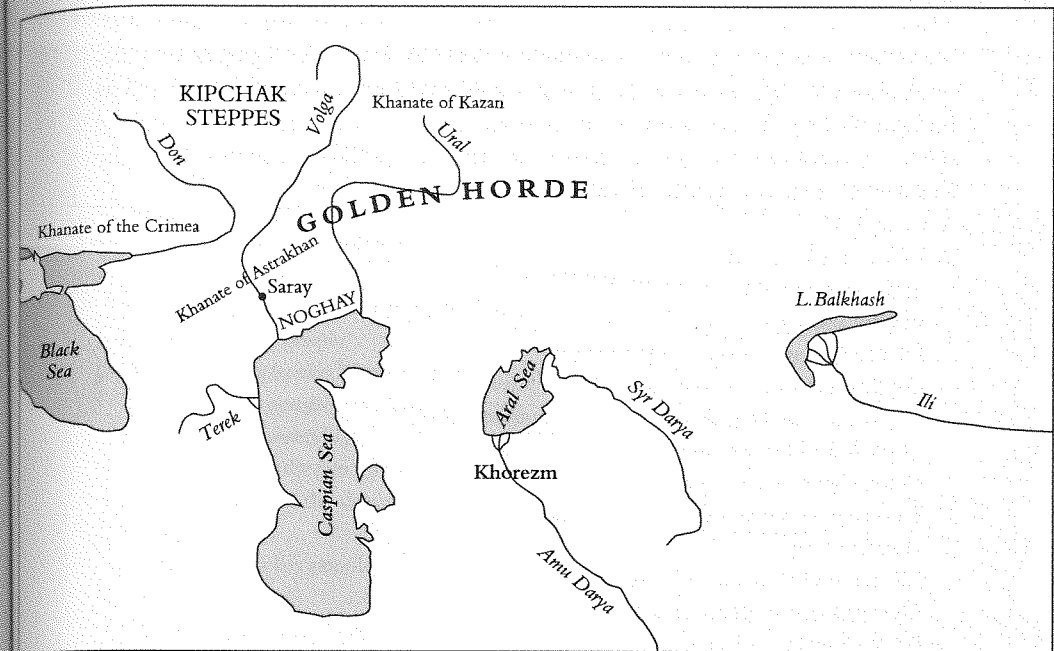 KIPCHAK
STEPPES
Volga
Khanate of Kazan
Ural
Don
GOLDEN HORDE
Khanate of the Crimea
Khanate of Astrakhan
Saray
NOGHAY
L. Balkhash
Black
Sea
Aral Sea
Syr Darya
Ili
Terek
Caspian Sea
Khorezm
Amu Darya